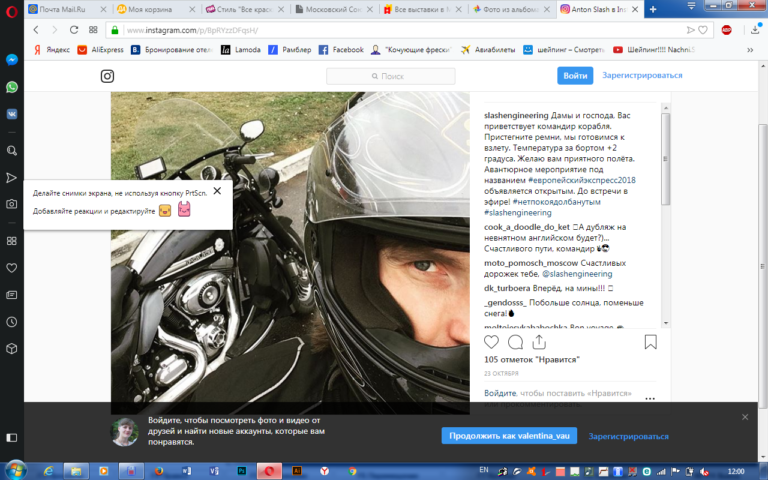 Почта Mail.Ru
Моя корзина
Стиль "Все крас
Московский Сою
Все выставки в М
Фото из альбом
Anton Slash в Ins
www.instagram.com/p/BpRYzzDFqsH/
Яндекс
AliExpress
Бронирование отеле
Lamoda
Рамблер
Facebook
"Кочующие фрески"
Авиабилеты
шейпинг – Смотреть
Шейпинг!!!! Nachni.S
Поиск
Войти
Зарегистрироваться
slashengineering Дамы и господа, Вас
приветствует командир корабля.
Пристегните ремни, мы готовимся к
взлету. Температура за бортом +2
градуса. Желаю вам приятного полёта.
Авантюрное мероприятие под
названием #европейскийэкспресс2018
объявляется открытым. До встречи в
эфире! #нетпокоядолбанутым
#slashengineering
cook_a_doodle_do_ket А дубляж на
невнятном английском будет?)...
Счастливого пути, командир
moto_pomosch_moscow Счастливых
дорожек тебе, @slashengineering
dk_turboera Вперёд, на мины!!!
_gendosss_ Побольше солнца, поменьше
снега!
Делайте снимки экрана, не используя кнопку PrtScn.
Добавляйте реакции и редактируйте
105 отметок "Нравится"
23 ОКТЯБРЯ
Войдите, чтобы поставить «Нравится»
Войдите, чтобы посмотреть фото и видео от
друзей и найти новые аккаунты, которые вам
понравятся.
Продолжить как valentina_vau
Зарегистрироваться
EN
12:00